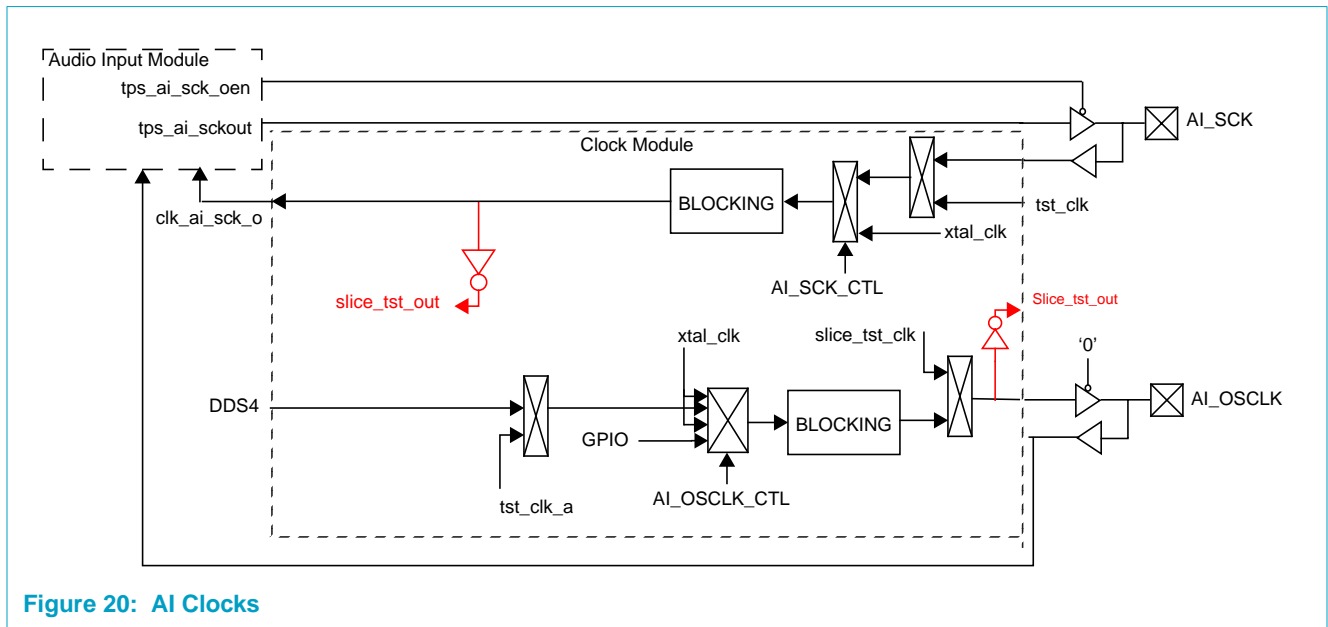 Audio Input Module
tps_ai_sck_oen
tps_ai_sckout
AI_SCK
Clock Module
BLOCKING
tst_clk
clk_ai_sck_o
xtal_clk
AI_SCK_CTL
slice_tst_out
Slice_tst_out
xtal_clk
slice_tst_clk
'0'
DDS4
AI_OSCLK
BLOCKING
GPIO
tst_clk_a
AI_OSCLK_CTL
Figure 20: AI Clocks